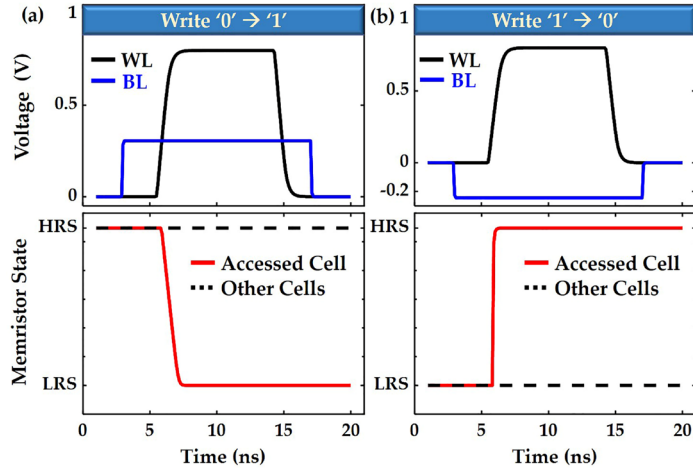 (a)
Write ‘0’ → ‘1’
1
WL
BL
0.5
0
Voltage (V)
(b)
Write ‘1’ → ‘0’
1
WL
BL
0.5
0
-0.2
HRS
Accessed Cell
Other Cells
LRS
Memristor State
0 5 10 15 20
Time (ns)
HRS
Accessed Cell
Other Cells
LRS
0 5 10 15 20
Time (ns)